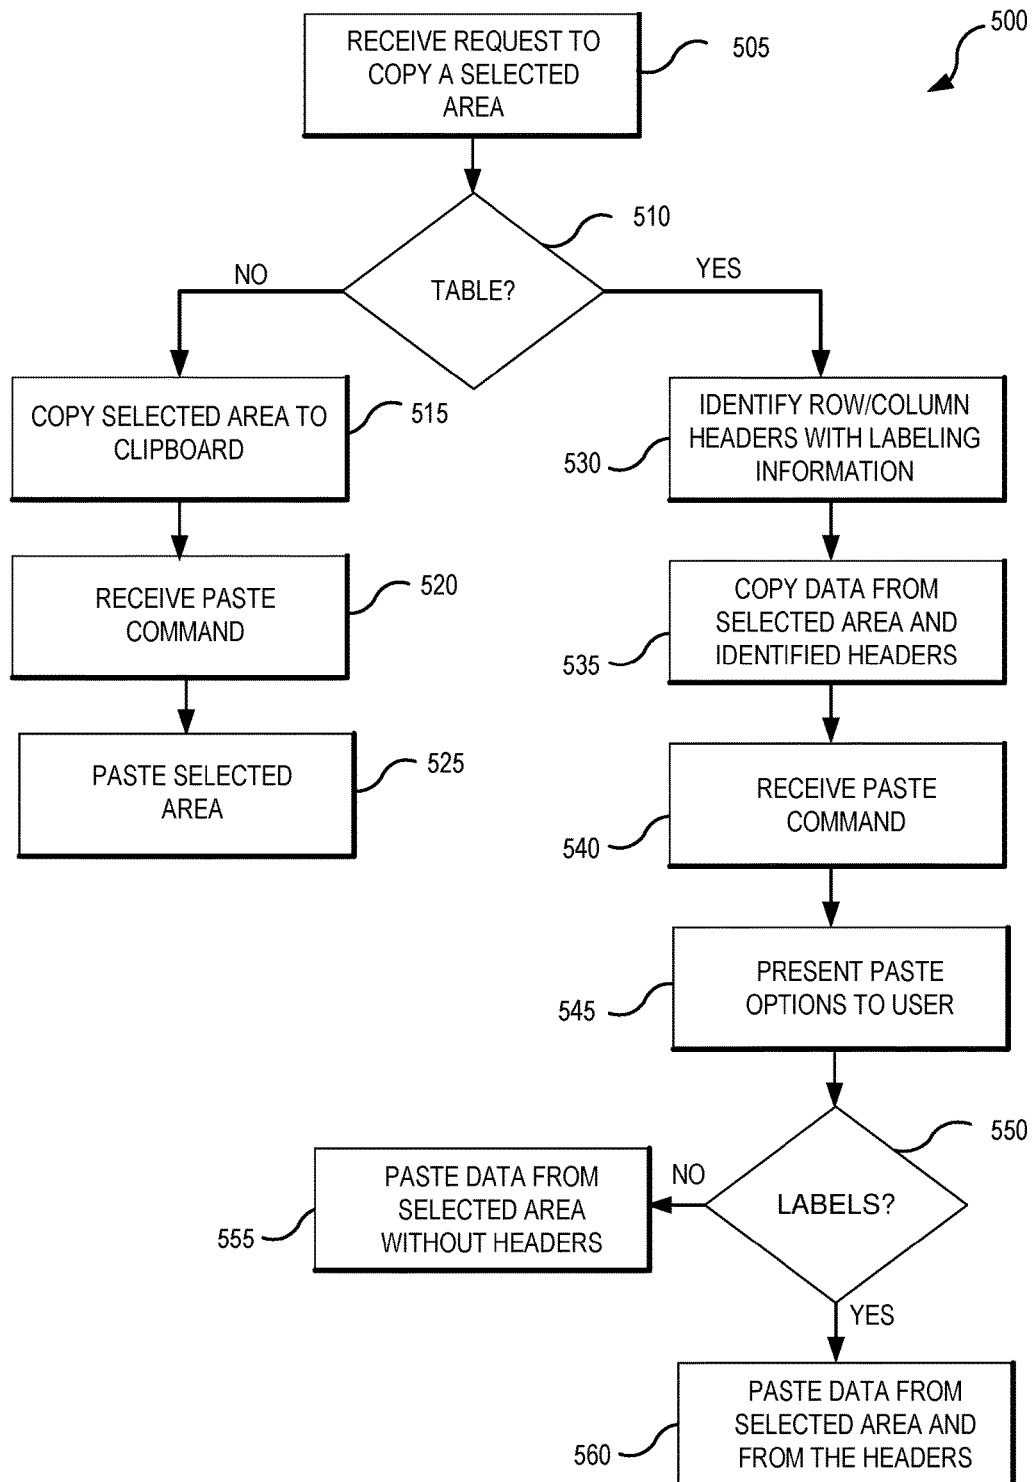 500
RECEIVE REQUEST TO
COPY A SELECTED
AREA
505
510
TABLE?
NO
YES
COPY SELECTED AREA TO
CLIPBOARD
515
RECEIVE PASTE
COMMAND
520
PASTE SELECTED
AREA
525
IDENTIFY ROW/COLUMN
HEADERS WITH LABELING
INFORMATION
530
COPY DATA FROM
SELECTED AREA AND
IDENTIFIED HEADERS
535
RECEIVE PASTE
COMMAND
540
PRESENT PASTE
OPTIONS TO USER
545
550
LABELS?
NO
PASTE DATA FROM
SELECTED AREA
WITHOUT HEADERS
555
YES
PASTE DATA FROM
SELECTED AREA AND
FROM THE HEADERS
560